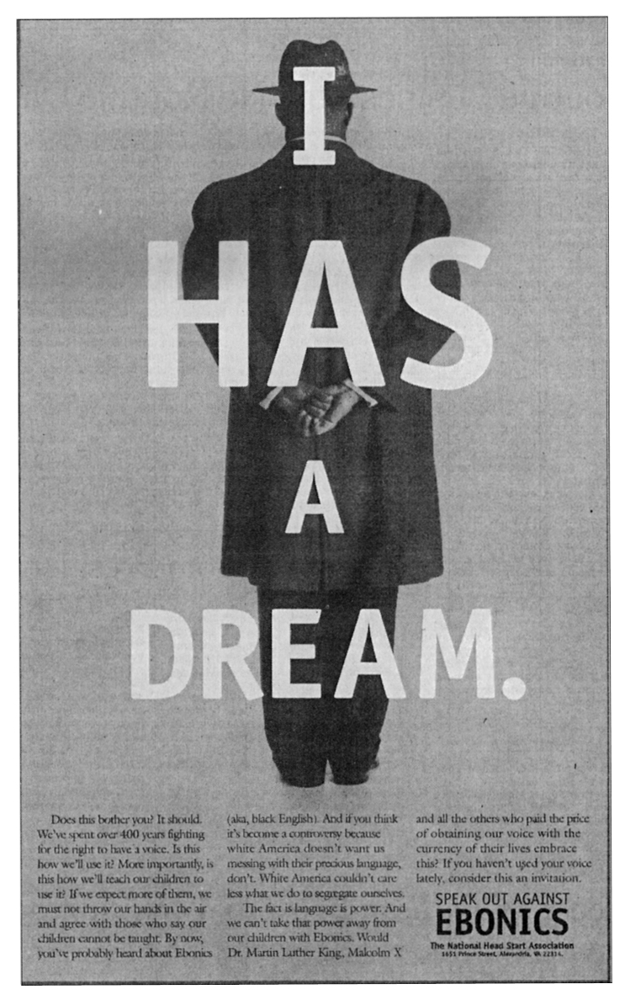 I
HAS
A
DREAM.
Does this bother you? It should.
We've spent over 400 years fighting
for the right to have a voice. Is this
how we'll use it? More importantly, is
this how we'll teach our children to
use it? If we expect more of them, we
must not throw our hands in the air
and agree with those who say our
children cannot be taught. By now,
you've probably heard about Ebonics
(aka, black English). And if you think
it's become a controversy because
white America doesn't want us
messing with their precious language,
don't. White America couldn't care
less what we do to segregate ourselves.
The fact is language is power. And
we can't take that power away from
our children with Ebonics. Would
Dr. Martin Luther King, Malcolm X
and all the others who paid the price
of obtaining our voice with the
currency of their lives embrace
this? If you haven't used your voice
lately, consider this an invitation.
SPEAK OUT AGAINST
EBONICS
The National Head Start Association
1651 Prince Street, Alexandria, VA 22314.